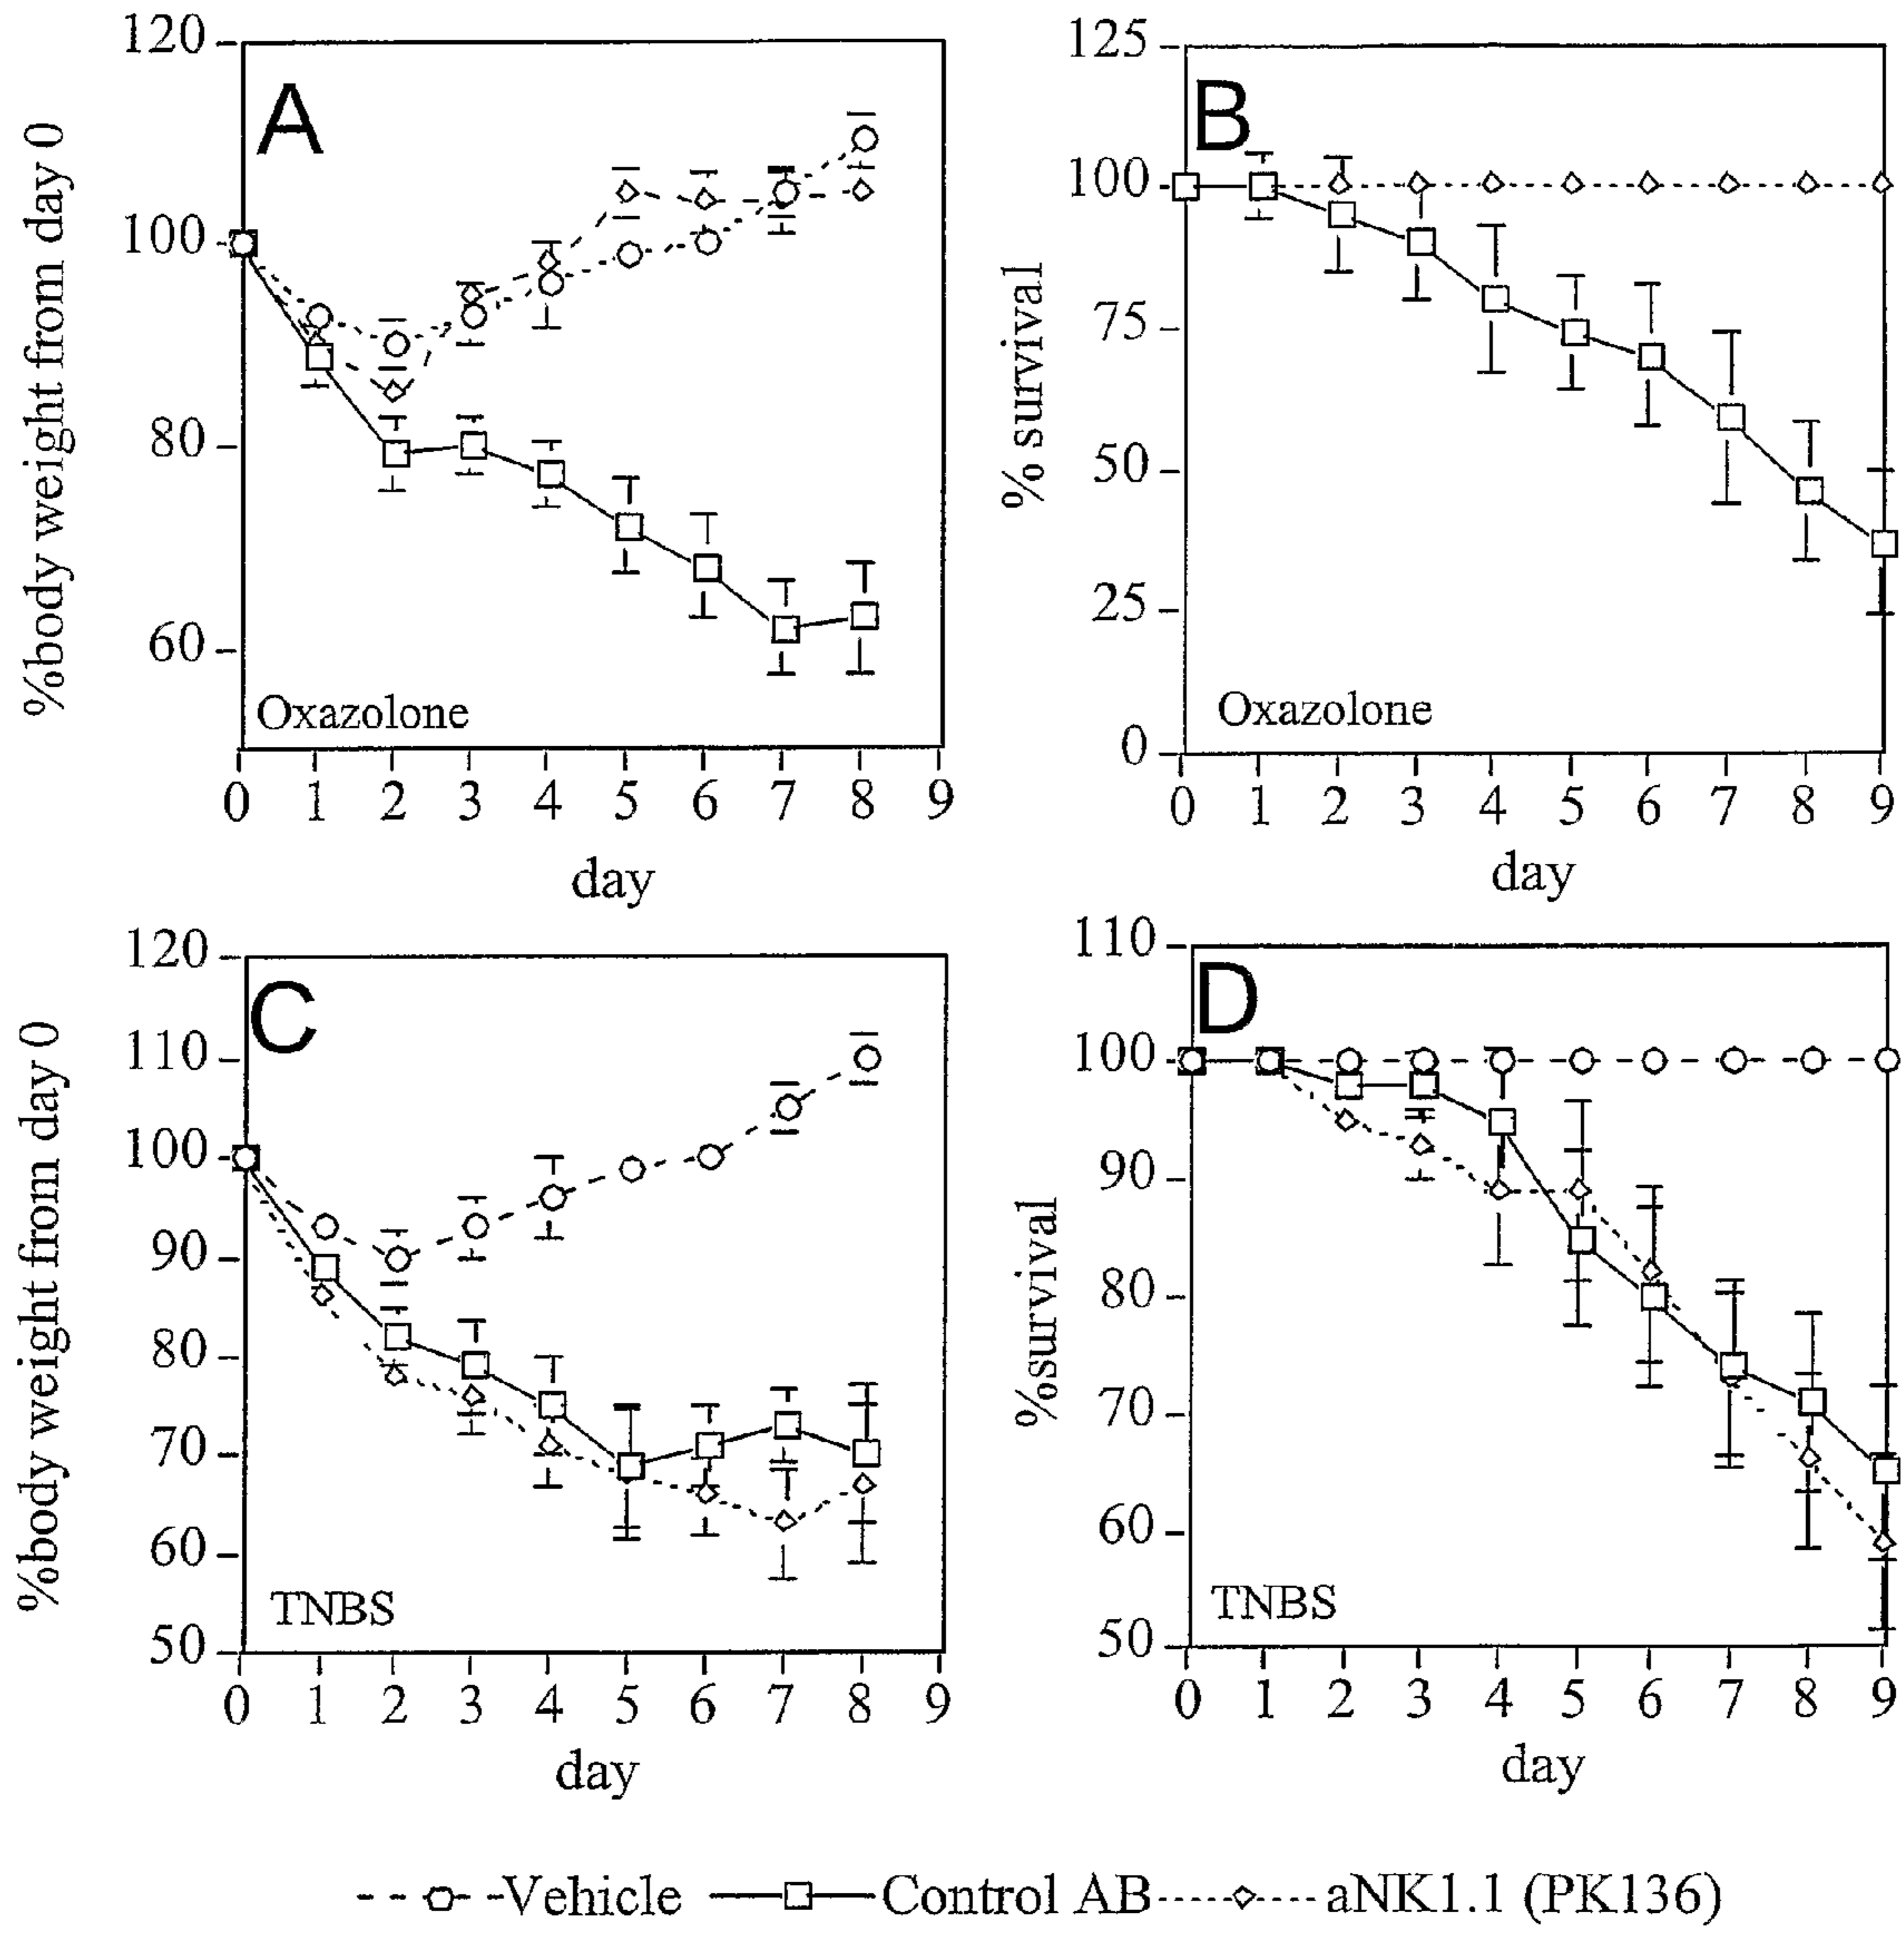 A
%body weight from day 0
120
100
80
60
Oxazolone
0 1 2 3 4 5 6 7 8 9
day
B
% survival
125
100
75
50
25
0
Oxazolone
0 1 2 3 4 5 6 7 8 9
day
C
%body weight from day 0
120
110
100
90
80
70
60
50
TNBS
0 1 2 3 4 5 6 7 8 9
day
D
%survival
110
100
90
80
70
60
50
TNBS
0 1 2 3 4 5 6 7 8 9
day
Vehicle Control AB aNK1.1 (PK136)